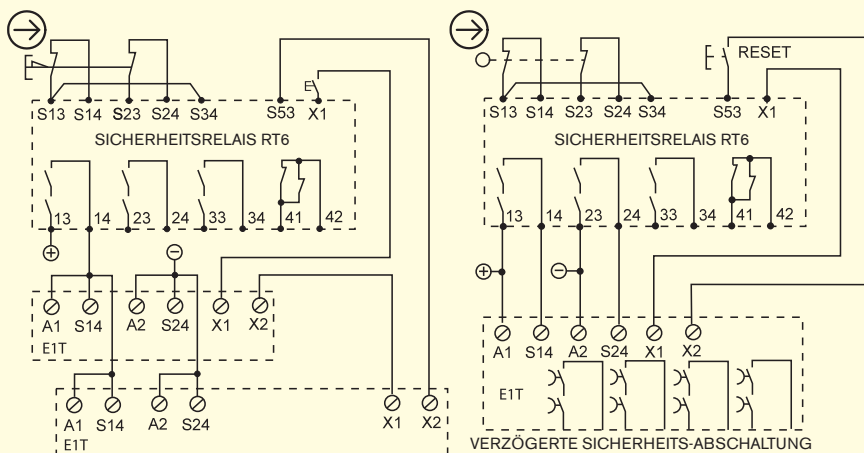 S13 S14 S23 S24 S34 S53 X1
SICHERHEITSRELAIS RT6
13 14 23 24 33 34 41 42
A1 S14 A2 S24 X1 X2
E1T
A1 S14 A2 S24 X1 X2
E1T
RESET
S13 S14 S23 S24 S34 S53 X1
SICHERHEITSRELAIS RT6
13 14 23 24 33 34 41 42
A1 S14 A2 S24 X1 X2
E1T
VERZÖGERTE SICHERHEITS-ABSCHALTUNG